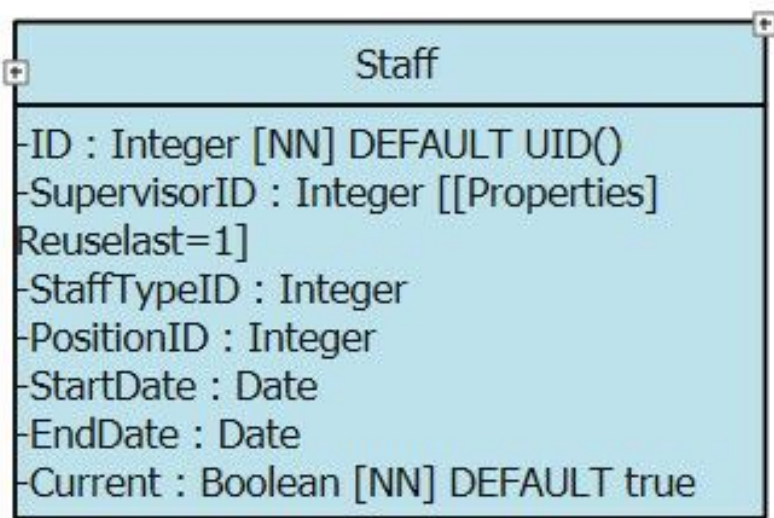 Staff
-ID : Integer [NN] DEFAULT UID()
-SupervisorID : Integer [[Properties]
Reuselast=1]
-StaffTypeID : Integer
-PositionID : Integer
-StartDate : Date
-EndDate : Date
-Current : Boolean [NN] DEFAULT true